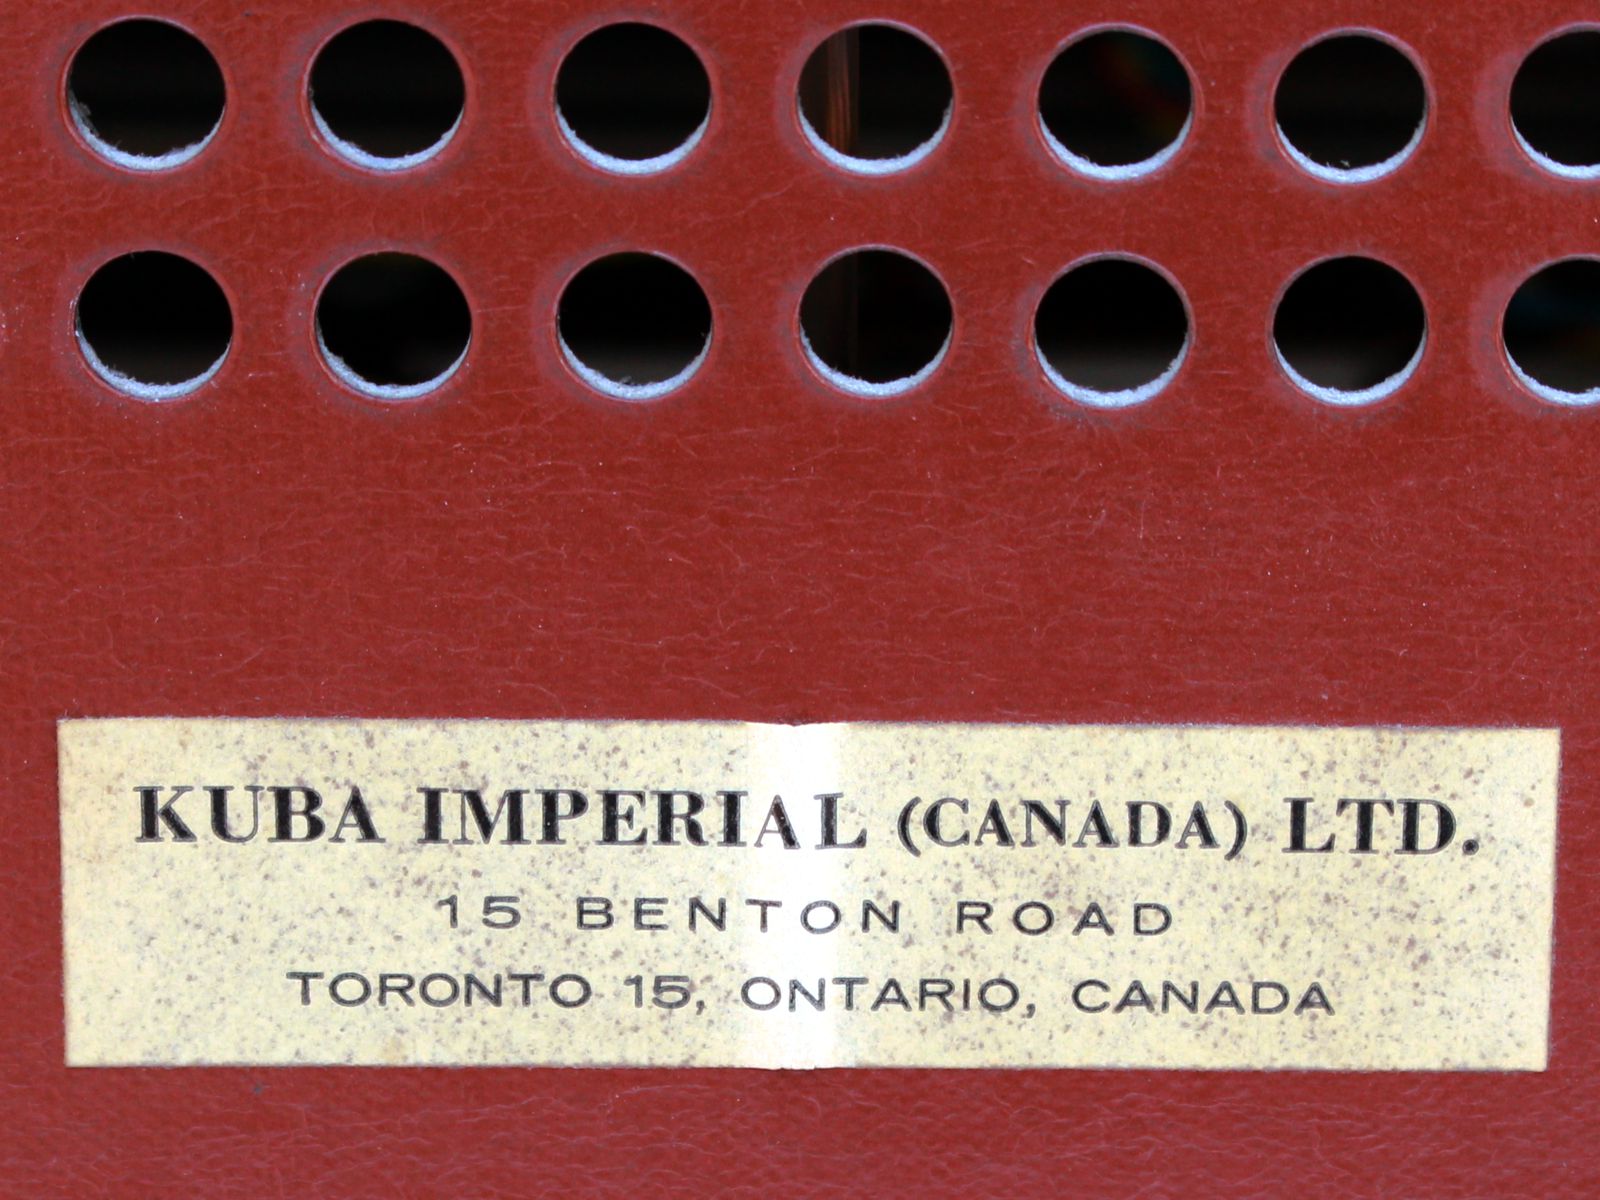 KUBA IMPERIAL (CANADA) LTD.
15 BENTON ROAD
TORONTO 15, ONTARIO, CANADA